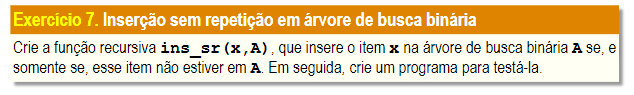 Exercício 7. Inserção sem repetição em árvore de busca binária
Crie a função recursiva ins_sr(x,A), que insere o item x na árvore de busca binária A se, e
somente se, esse item não estiver em A. Em seguida, crie um programa para testá-la.